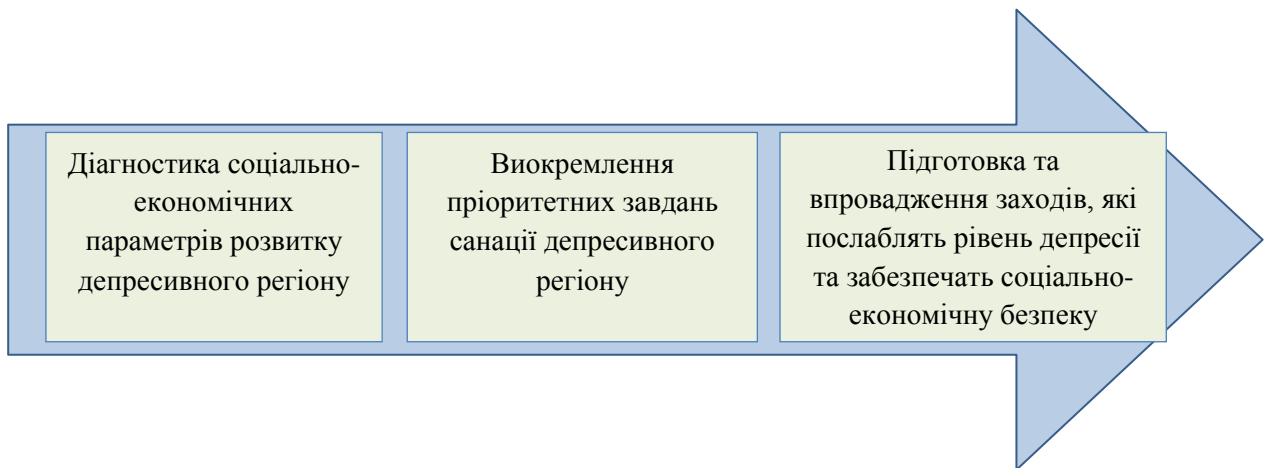 Діагностика соціально-
економічних
параметрів розвитку
депресивного регіону
Виокремлення
пріоритетних завдань
санації депресивного
регіону
Підготовка та
впровадження заходів, які
послаблять рівень депресії
та забезпечать соціально-
економічну безпеку